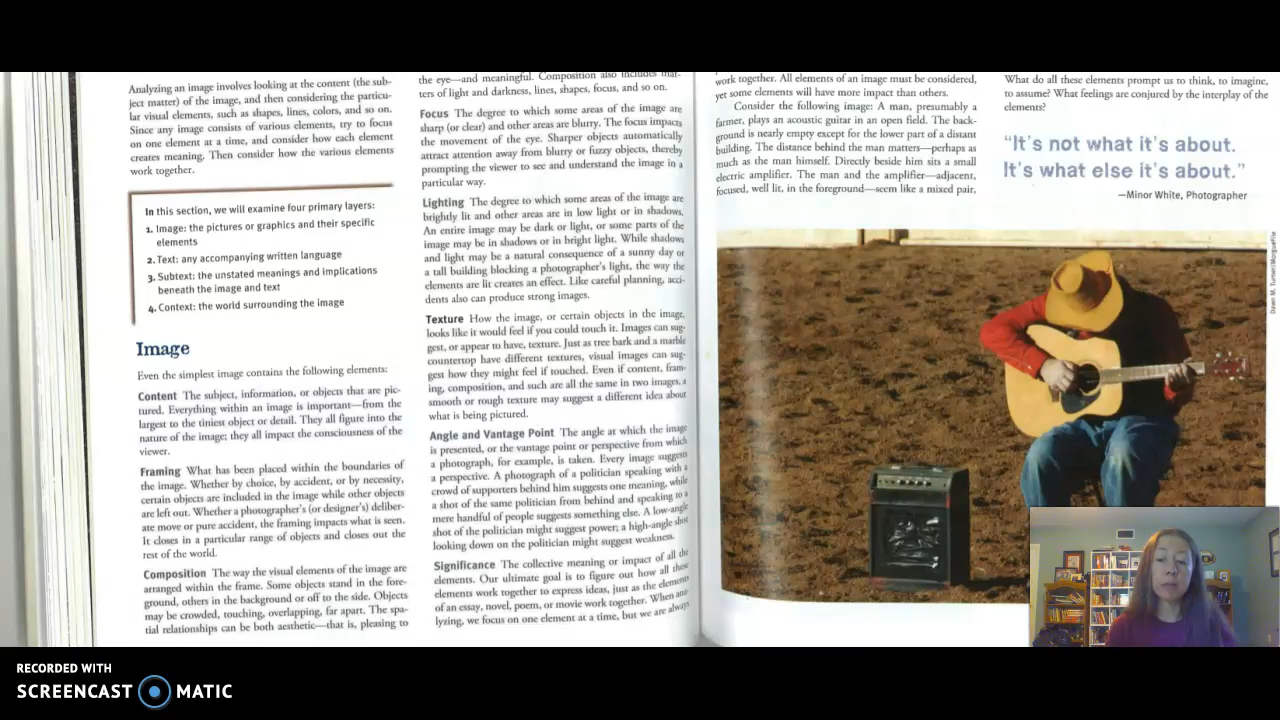 Analyzing an image involves looking at the content (the sub-
ject matter) of the image, and then considering the particu-
lar visual elements, such as shapes, lines, colors, and so on.
Since any image consists of various elements, try to focus
on one element at a time, and consider how each element
creates meaning. Then consider how the various elements
work together.
In this section, we will examine four primary layers:
1. Image: the pictures or graphics and their specific
elements
2. Text: any accompanying written language
3. Subtext: the unstated meanings and implications
beneath the image and text
4. Context: the world surrounding the image
Image
Even the simplest image contains the following elements:
Content The subject, information, or objects that are pic-
tured. Everything within an image is important—from the
largest to the tiniest object or detail. They all figure into the
nature of the image; they all impact the consciousness of the
viewer.
Framing What has been placed within the boundaries of
the image. Whether by choice, by accident, or by necessity,
certain objects are included in the image while other objects
are left out. Whether a photographer's (or designer's) deliber-
ate move or pure accident, the framing impacts what is seen.
It closes in a particular range of objects and closes out the
rest of the world.
Composition The way the visual elements of the image are
arranged within the frame. Some objects stand in the fore-
ground, others in the background or off to the side. Objects
may be crowded, touching, overlapping, far apart. The spa-
tial relationships can be both aesthetic—that is, pleasing to
the eye—and meaningful. Composition also includes mat-
ters of light and darkness, lines, shapes, focus, and so on.
Focus The degree to which some areas of the image are
sharp (or clear) and other areas are blurry. The focus impacts
the movement of the eye. Sharper objects automatically
attract attention away from blurry or fuzzy objects, thereby
prompting the viewer to see and understand the image in a
particular way.
Lighting The degree to which some areas of the image are
brightly lit and other areas are in low light or in shadows.
An entire image may be dark or light, or some parts of the
image may be in shadows or in bright light. While shadows
and light may be a natural consequence of a sunny day or
a tall building blocking a photographer's light, the way the
elements are lit creates an effect. Like careful planning, acci-
dents also can produce strong images.
Texture How the image, or certain objects in the image,
looks like it would feel if you could touch it. Images can sug-
gest, or appear to have, texture. Just as tree bark and a marble
countertop have different textures, visual images can sug-
gest how they might feel if touched. Even if content, fram-
ing, composition, and such are all the same in two images, a
smooth or rough texture may suggest a different idea about
what is being pictured.
Angle and Vantage Point The angle at which the image
is presented, or the vantage point or perspective from which
a photograph, for example, is taken. Every image suggests
a perspective. A photograph of a politician speaking with a
crowd of supporters behind him suggests one meaning, while
a shot of the same politician from behind and speaking to a
mere handful of people suggests something else. A low-angle
shot of the politician might suggest power; a high-angle shot
looking down on the politician might suggest weakness.
Significance The collective meaning or impact of all the
elements. Our ultimate goal is to figure out how all these
elements work together to express ideas, just as the elements
of an essay, novel, poem, or movie work together. When ana-
lyzing, we focus on one element at a time, but we are always
work together. All elements of an image must be considered,
yet some elements will have more impact than others.
Consider the following image: A man, presumably a
farmer, plays an acoustic guitar in an open field. The back-
ground is nearly empty except for the lower part of a distant
building. The distance behind the man matters—perhaps as
much as the man himself. Directly beside him sits a small
electric amplifier. The man and the amplifier—adjacent,
focused, well lit, in the foreground—seem like a mixed pair,
What do all these elements prompt us to think, to imagine,
to assume? What feelings are conjured by the interplay of the
elements?
"It's not what it's about.
It's what else it's about."
—Minor White, Photographer
Dawn M. Turner/Morguefile
RECORDED WITH
SCREENCAST MATIC